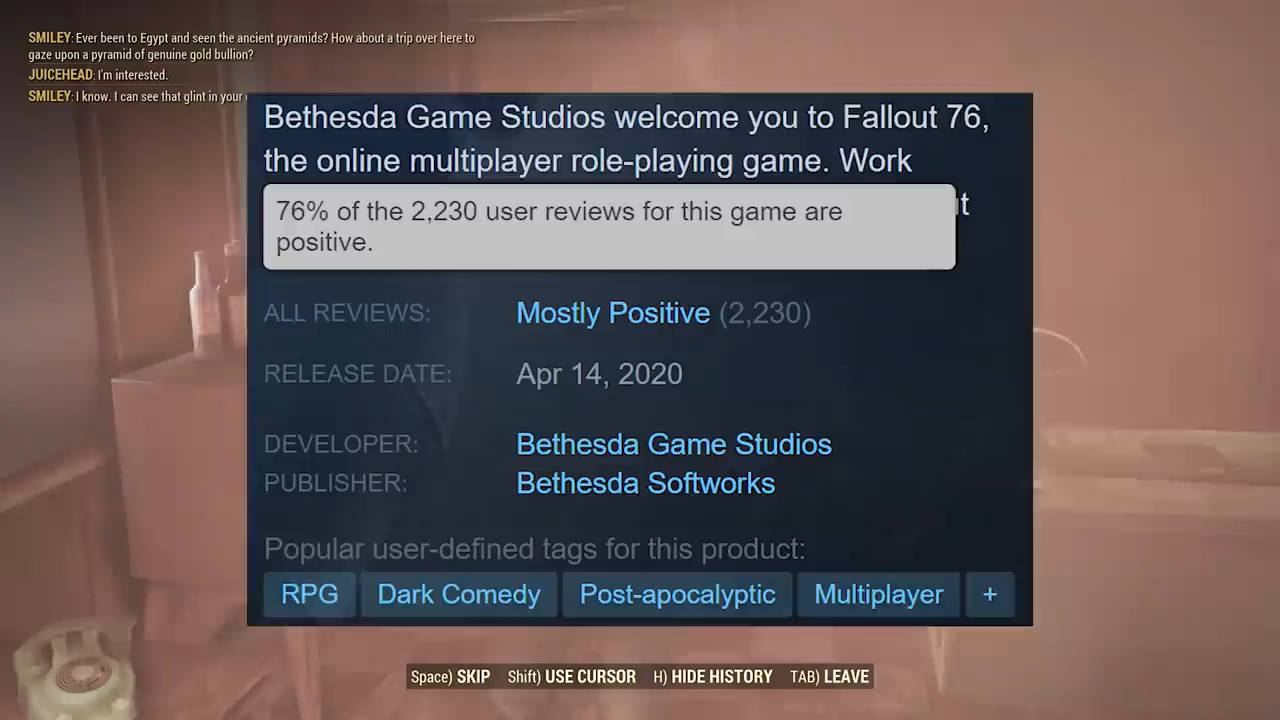 SMILEY: Ever been to Egypt and seen the ancient pyramids? How about a trip over here to
gaze upon a pyramid of genuine gold bullion?
JUICEHEAD: I'm interested.
SMILEY: I know. I can see that glint in your
Bethesda Game Studios welcome you to Fallout 76,
the online multiplayer role-playing game. Work
76% of the 2,230 user reviews for this game are
positive.
ALL REVIEWS: Mostly Positive (2,230)
RELEASE DATE: Apr 14, 2020
DEVELOPER: Bethesda Game Studios
PUBLISHER: Bethesda Softworks
Popular user-defined tags for this product:
RPG Dark Comedy Post-apocalyptic Multiplayer +
Space) SKIP Shift) USE CURSOR H) HIDE HISTORY TAB) LEAVE